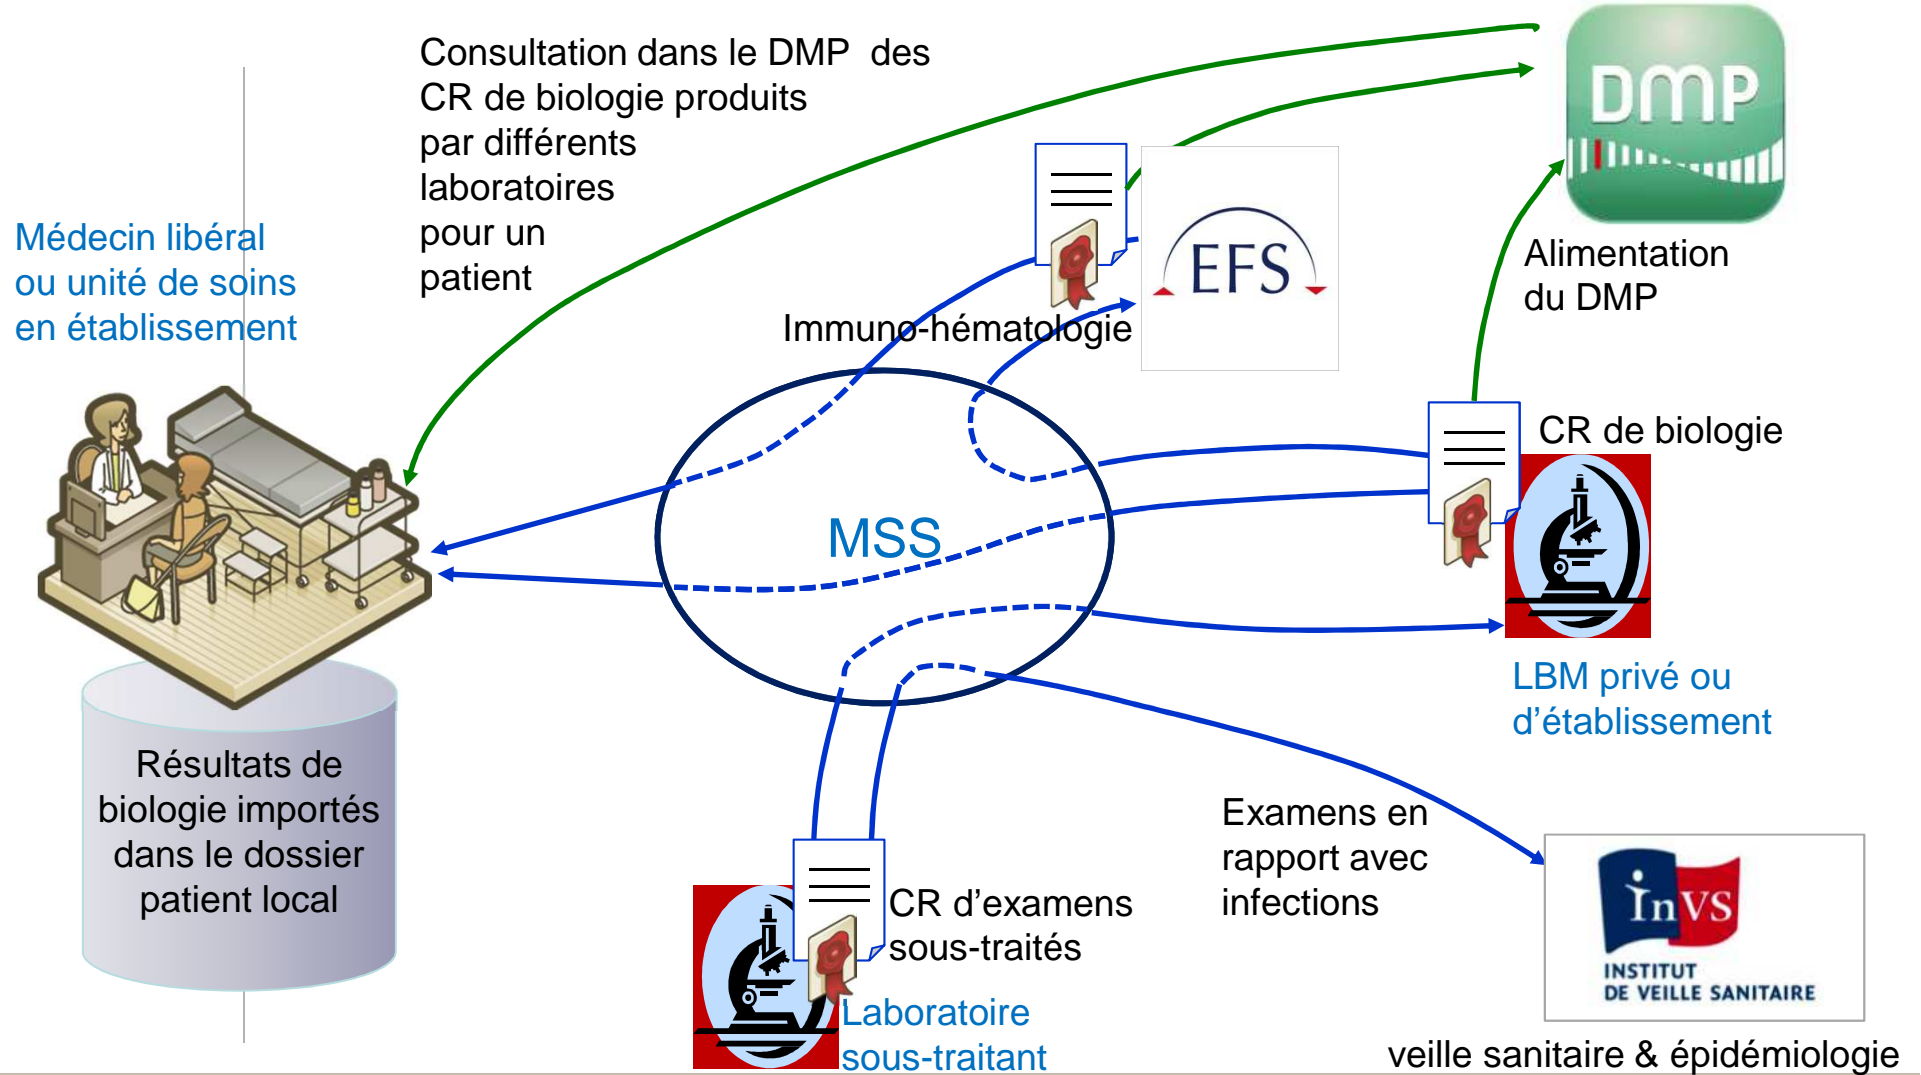 Consultation dans le DMP des
CR de biologie produits
par différents
laboratoires
pour un
patient
DMP
Alimentation
du DMP
Médecin libéral
ou unité de soins
en établissement
EFS
Immuno-hématologie
CR de biologie
MSS
LBM privé ou
d'établissement
Résultats de
biologie importés
dans le dossier
patient local
Examens en
rapport avec
infections
CR d'examens
sous-traités
Laboratoire
sous-traitant
InVS
INSTITUT
DE VEILLE SANITAIRE
veille sanitaire & épidémiologie